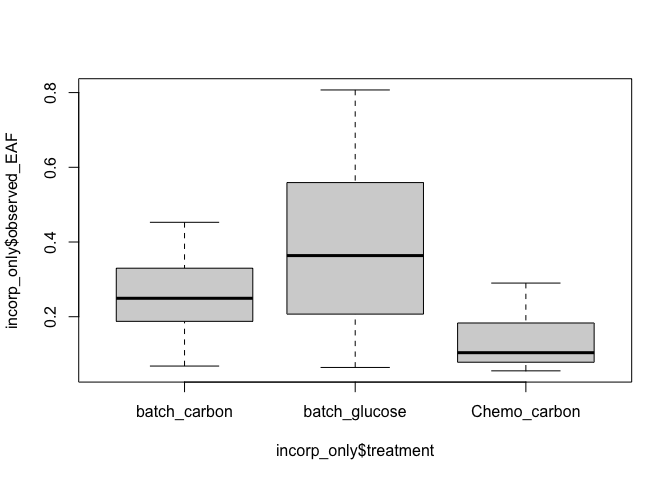 incorp_only$observed_EAF
0.8
0.6
0.4
0.2
batch_carbon batch_glucose Chemo_carbon
incorp_only$treatment